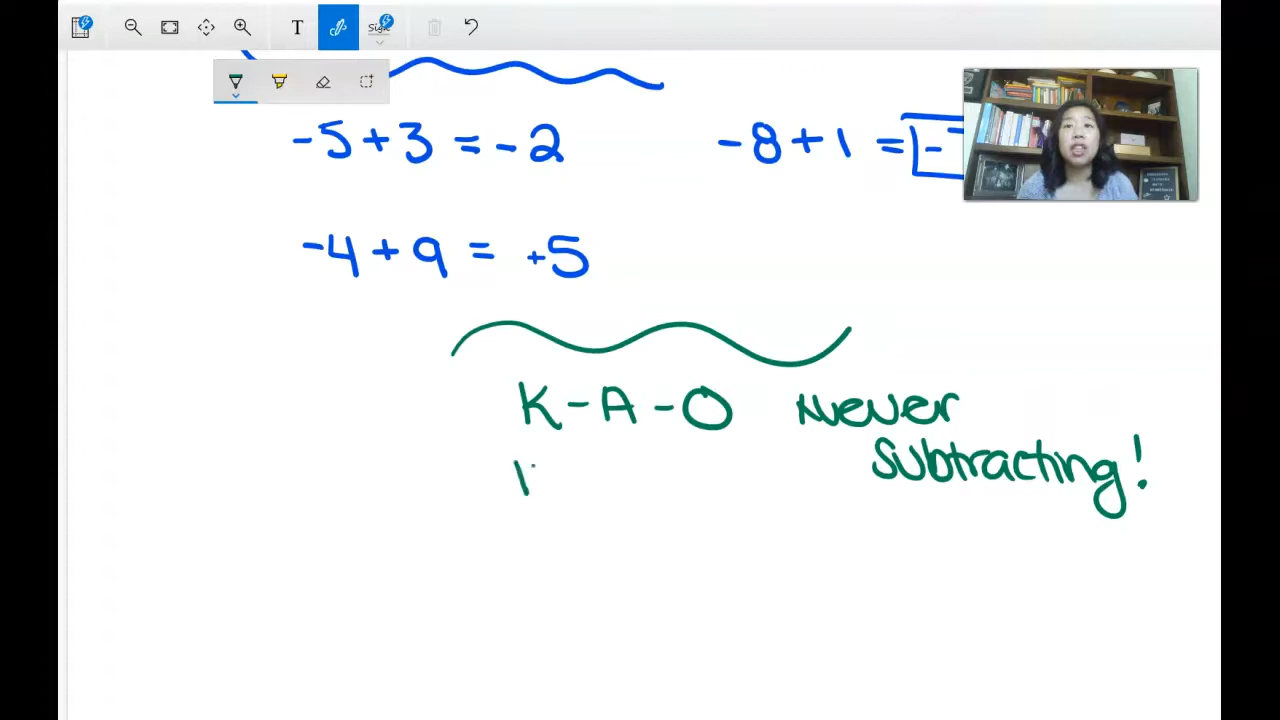 -5+3 = -2
-8+1 = -
-4+9 = +5
K-A-O Never
subtracting!